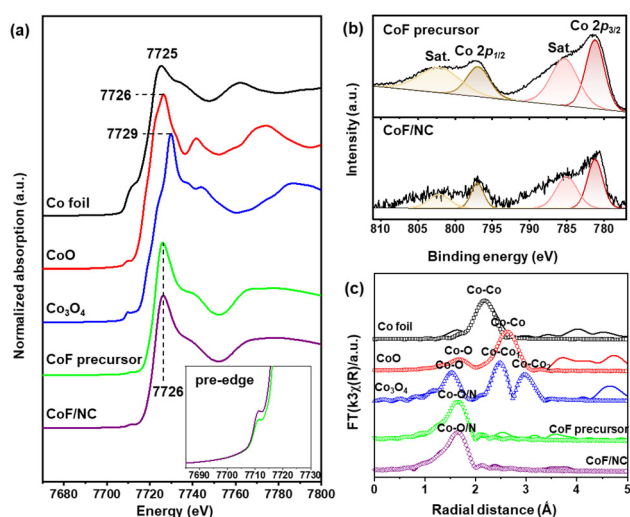 (a)
7725
7726
7729
Co foil
CoO
Co3O4
CoF precursor
CoF/NC
7726
pre-edge
7690 7700 7710 7720 7730
7680 7700 7720 7740 7760 7780 7800
Energy (eV)
Normalized absorption (a.u.)
(b)
CoF precursor
Co 2p3/2
Sat.
Co 2p1/2
Sat.
CoF/NC
Intensity (a.u.)
810 805 800 795 790 785 780
Binding energy (eV)
(c)
Co-Co
Co foil
Co-Co
CoO
Co-O
Co-Co1
Co3O4
Co-O
Co-Co2
Co-O/N
CoF precursor
Co-O/N
CoF/NC
FT(k3χ(R)/a.u.)
0 1 2 3 4 5
Radial distance (Å)